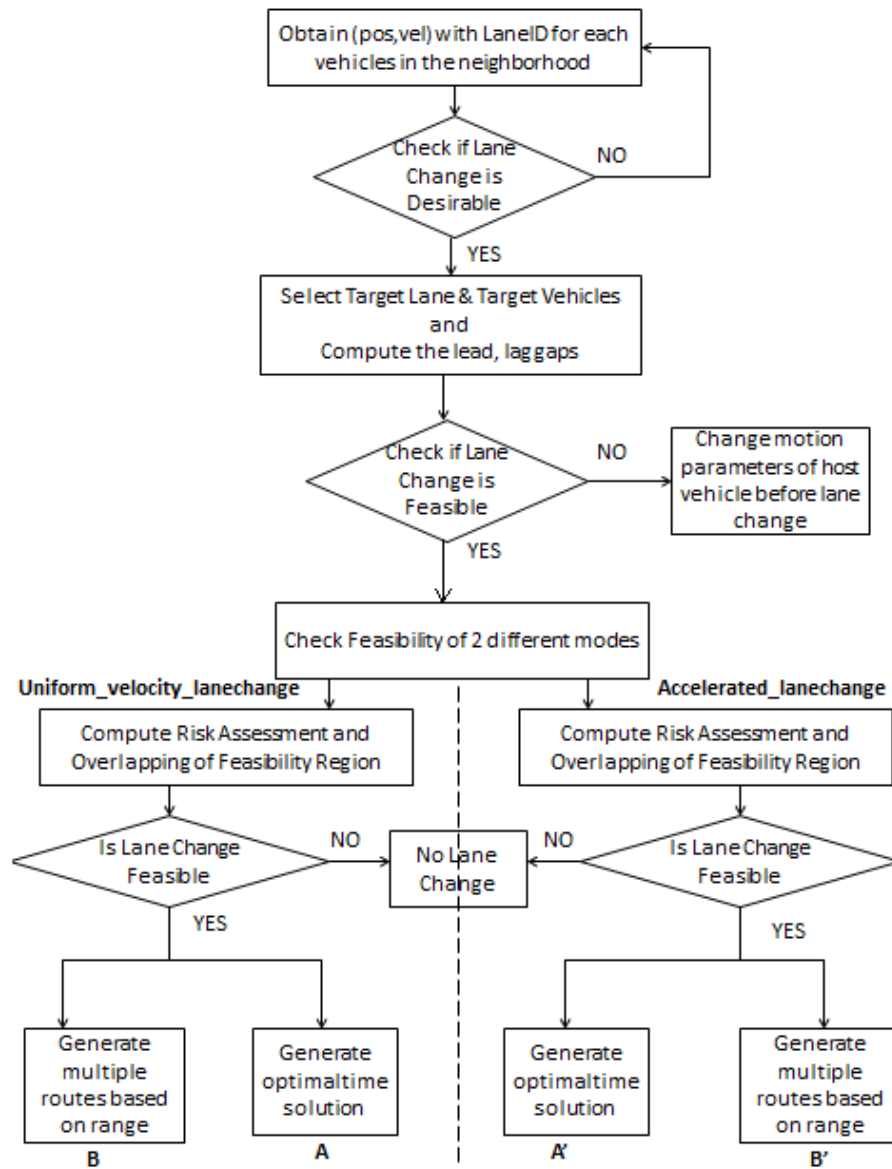 Obtain (pos,vel) with LaneID for each
vehicles in the neighborhood
Check if Lane
Change is
Desirable
NO
YES
Select Target Lane & Target Vehicles
and
Compute the lead, lag gaps
Check if Lane
Change is
Feasible
NO
Change motion
parameters of host
vehicle before lane
change
YES
Check Feasibility of 2 different modes
Uniform_velocity_lanechange
Accelerated_lanechange
Compute Risk Assessment and
Overlapping of Feasibility Region
Compute Risk Assessment and
Overlapping of Feasibility Region
Is Lane Change
Feasible
NO
No Lane
Change
NO
Is Lane Change
Feasible
YES
YES
Generate
multiple
routes based
on range
B
Generate
optimal time
solution
A
Generate
optimal time
solution
A'
Generate
multiple
routes based
on range
B'